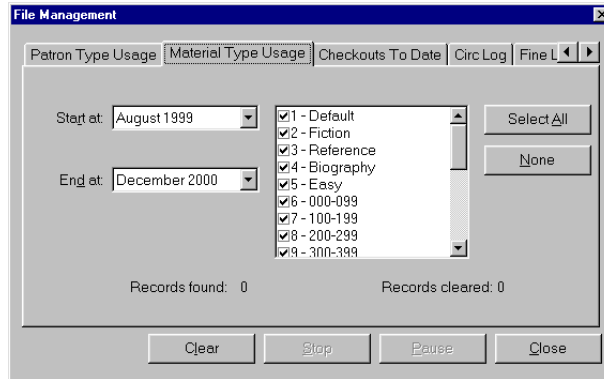 File Management
Patron Type Usage Material Type Usage Checkouts To Date Circ Log Fine L
Start at: August 1999
End at: December 2000
1 - Default
2 - Fiction
3 - Reference
4 - Biography
5 - Easy
6 - 000-099
7 - 100-199
8 - 200-299
9 - 300-399
Select All
None
Records found: 0 Records cleared: 0
Clear Stop Pause Close